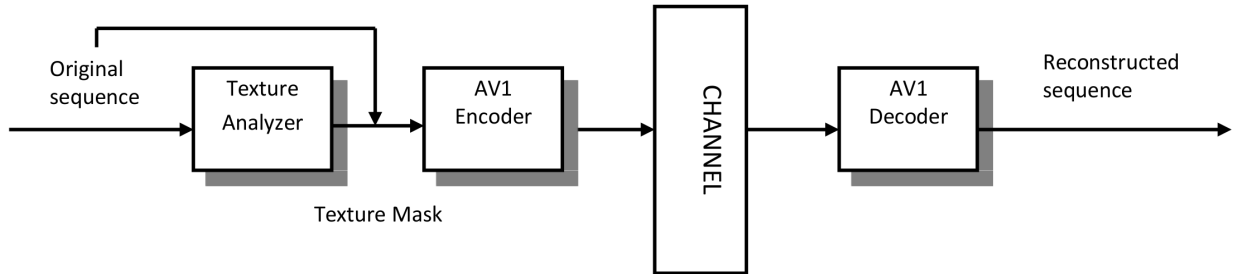 Original
sequence
Texture
Analyzer
Texture Mask
AV1
Encoder
CHANNEL
AV1
Decoder
Reconstructed
sequence